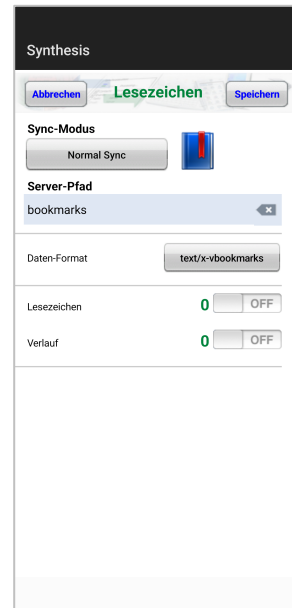 Synthesis
Abbrechen Lesezeichen Speichern
Sync-Modus
Normal Sync
Server-Pfad
bookmarks
Daten-Format text/x-vbookmarks
Lesezeichen 0 OFF
Verlauf 0 OFF